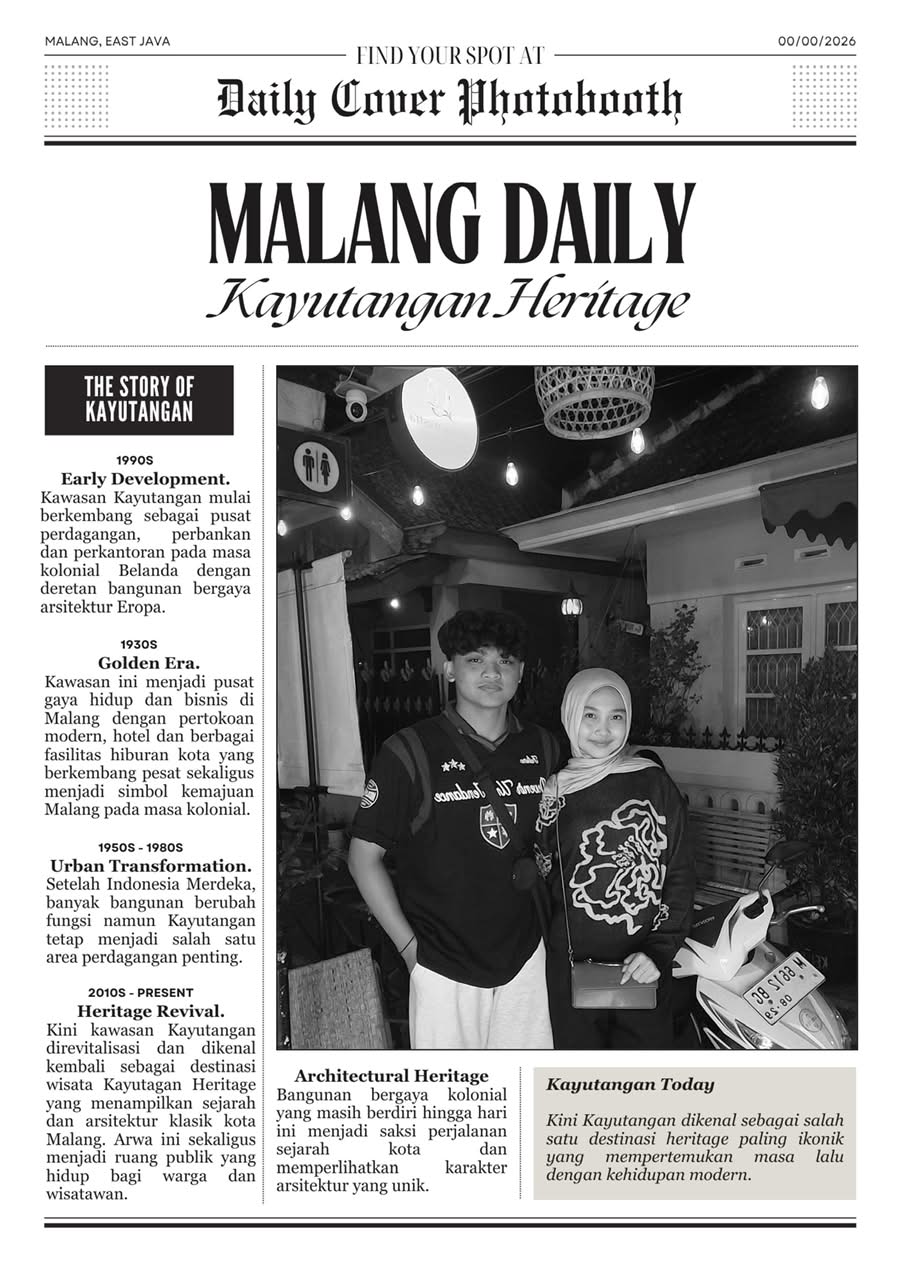 MALANG, EAST JAVA
00/00/2026
FIND YOUR SPOT AT
Daily Cover Photobooth
MALANG DAILY
Kayutangan Heritage
THE STORY OF
KAYUTANGAN
1990S
Early Development.
Kawasan Kayutangan mulai
berkembang sebagai pusat
perdagangan, perbankan
dan perkantoran pada masa
kolonial Belanda dengan
deretan bangunan bergaya
arsitektur Eropa.
1930S
Golden Era.
Kawasan ini menjadi pusat
gaya hidup dan bisnis di
Malang dengan pertokoan
modern, hotel dan berbagai
fasilitas hiburan kota yang
berkembang pesat sekaligus
menjadi simbol kemajuan
Malang pada masa kolonial.
1950S - 1980S
Urban Transformation.
Setelah Indonesia Merdeka,
banyak bangunan berubah
fungsi namun Kayutangan
tetap menjadi salah satu
area perdagangan penting.
2010S - PRESENT
Heritage Revival.
Kini kawasan Kayutangan
direvitalisasi dan dikenal
kembali sebagai destinasi
wisata Kayutagan Heritage
yang menampilkan sejarah
dan arsitektur klasik kota
Malang. Arwa ini sekaligus
menjadi ruang publik yang
hidup bagi warga dan
wisatawan.
Architectural Heritage
Bangunan bergaya kolonial
yang masih berdiri hingga hari
ini menjadi saksi perjalanan
sejarah kota dan
memperlihatkan karakter
arsitektur yang unik.
Kayutangan Today
Kini Kayutangan dikenal sebagai salah
satu destinasi heritage paling ikonik
yang mempertemukan masa lalu
dengan kehidupan modern.